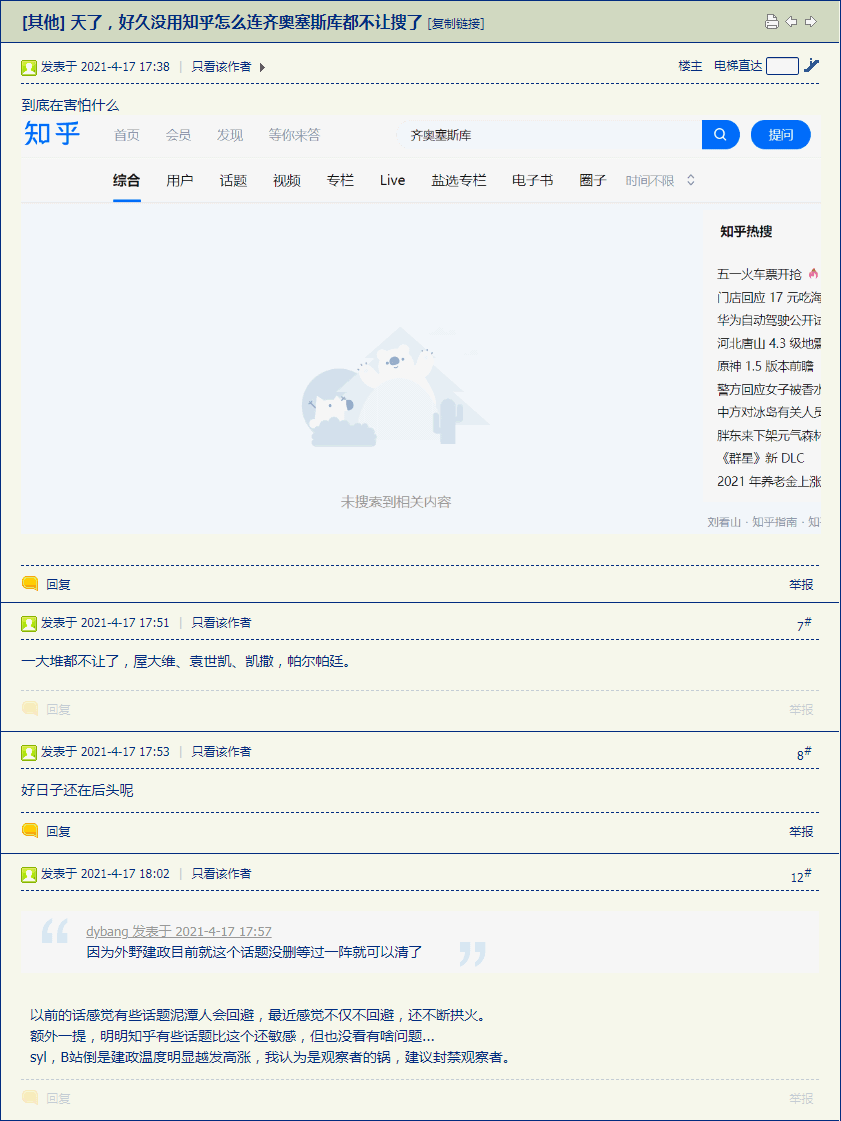 [其他] 天了，好久没用知乎怎么连齐奥塞斯库都不让搜了 [复制链接]
发表于 2021-4-17 17:38 | 只看该作者
楼主 电梯直达
到底在害怕什么
知乎 首页 会员 发现 等你来答 齐奥塞斯库 提问
综合 用户 话题 视频 专栏 Live 盐选专栏 电子书 圈子 时间不限
知乎热搜
五一火车票开抢
门店回应 17 元吃海
华为自动驾驶公开试
河北唐山 4.3 级地震
原神 1.5 版本前瞻
警方回应女子被香水
中方对冰岛有关人员
胖东来下架元气森林
《群星》新 DLC
2021 年养老金上涨
未搜索到相关内容
刘看山 · 知乎指南 · 知
回复 举报
发表于 2021-4-17 17:51 | 只看该作者 7#
一大堆都不让了，屋大维、袁世凯、凯撒，帕尔帕廷。
回复 举报
发表于 2021-4-17 17:53 | 只看该作者 8#
好日子还在后头呢
回复 举报
发表于 2021-4-17 18:02 | 只看该作者 12#
dybang 发表于 2021-4-17 17:57
因为外野建政目前就这个话题没删等过一阵就可以清了
以前的话感觉有些话题泥潭人会回避，最近感觉不仅不回避，还不断拱火。
额外一提，明明知乎有些话题比这个还敏感，但也没看有啥问题...
syl，B站倒是建政温度明显越发高涨，我认为是观察者的锅，建议封禁观察者。
回复 举报